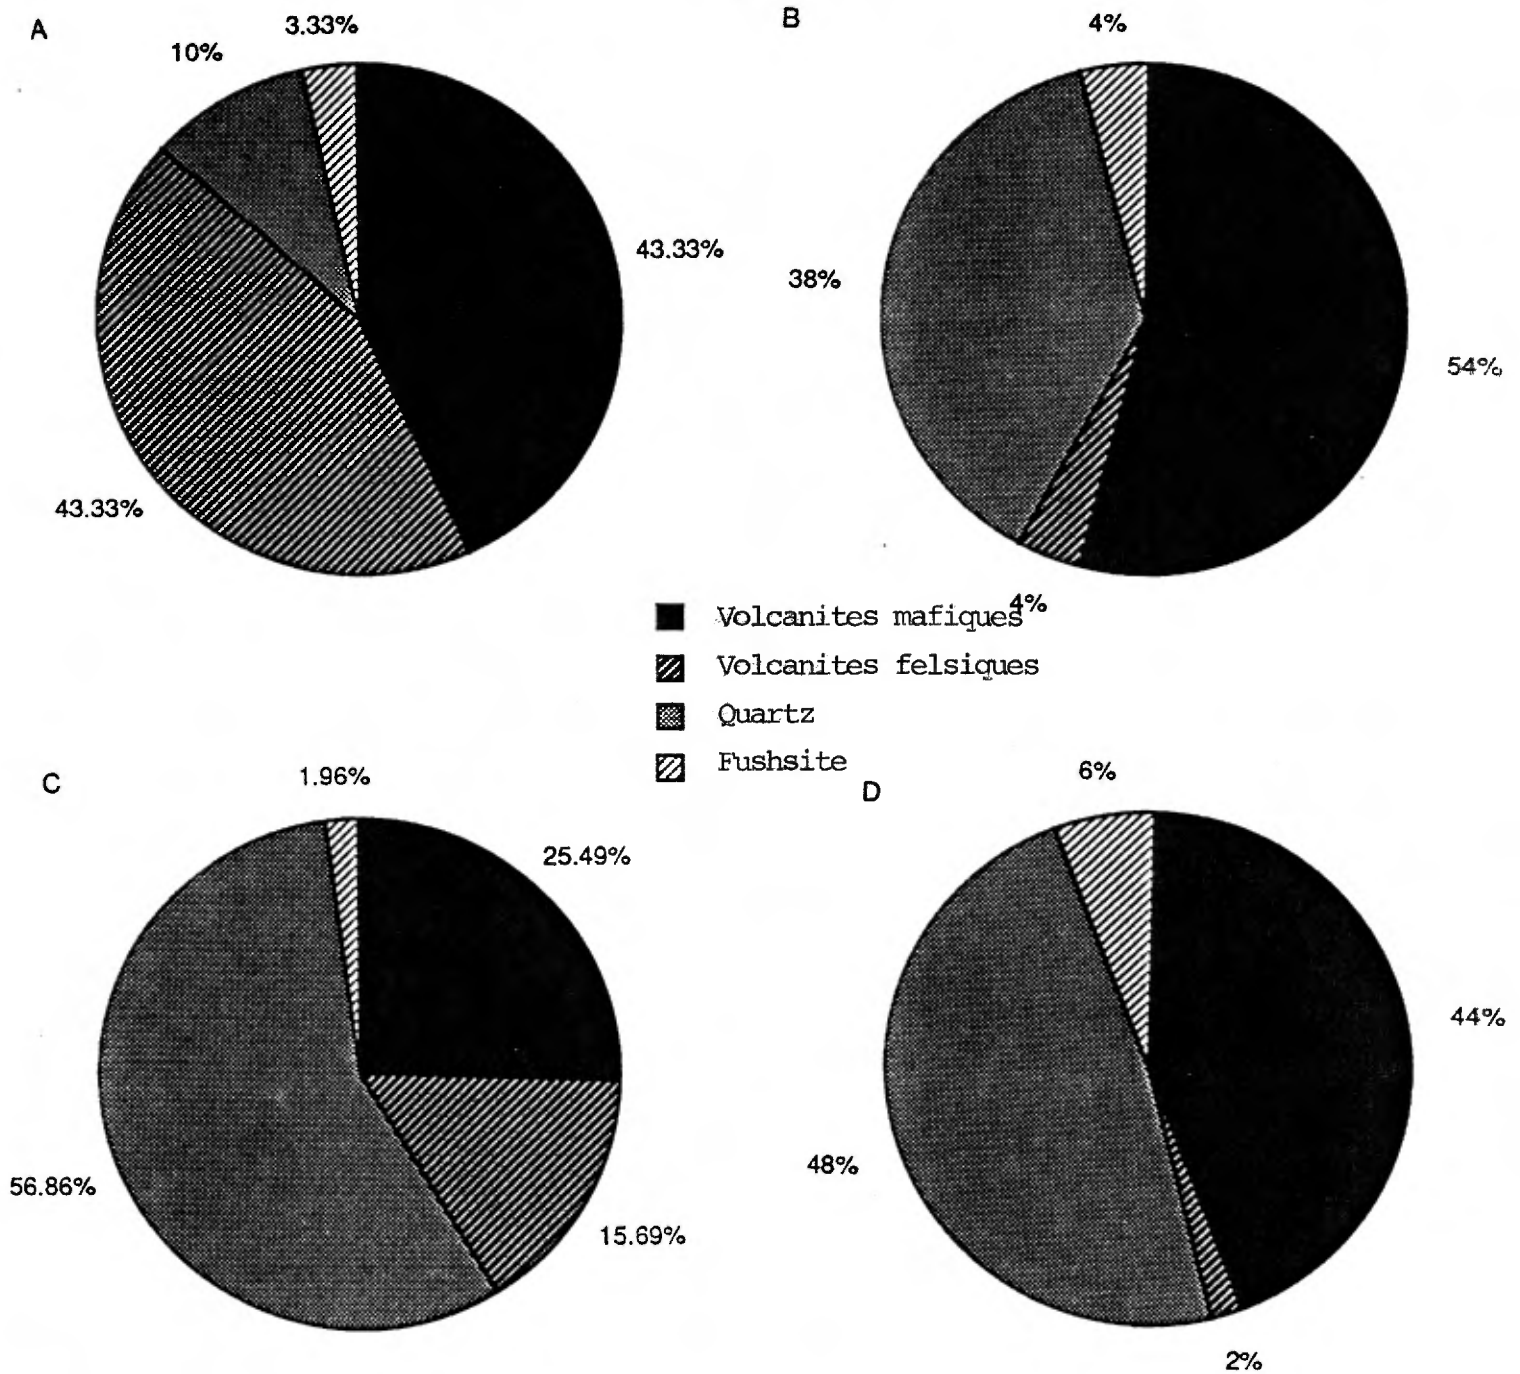 A
3.33%
10%
43.33%
43.33%
B
4%
38%
54%
4%
Volcanites mafiques
Volcanites felsiques
Quartz
Fushsite
C
1.96%
25.49%
56.86%
15.69%
D
6%
44%
48%
2%